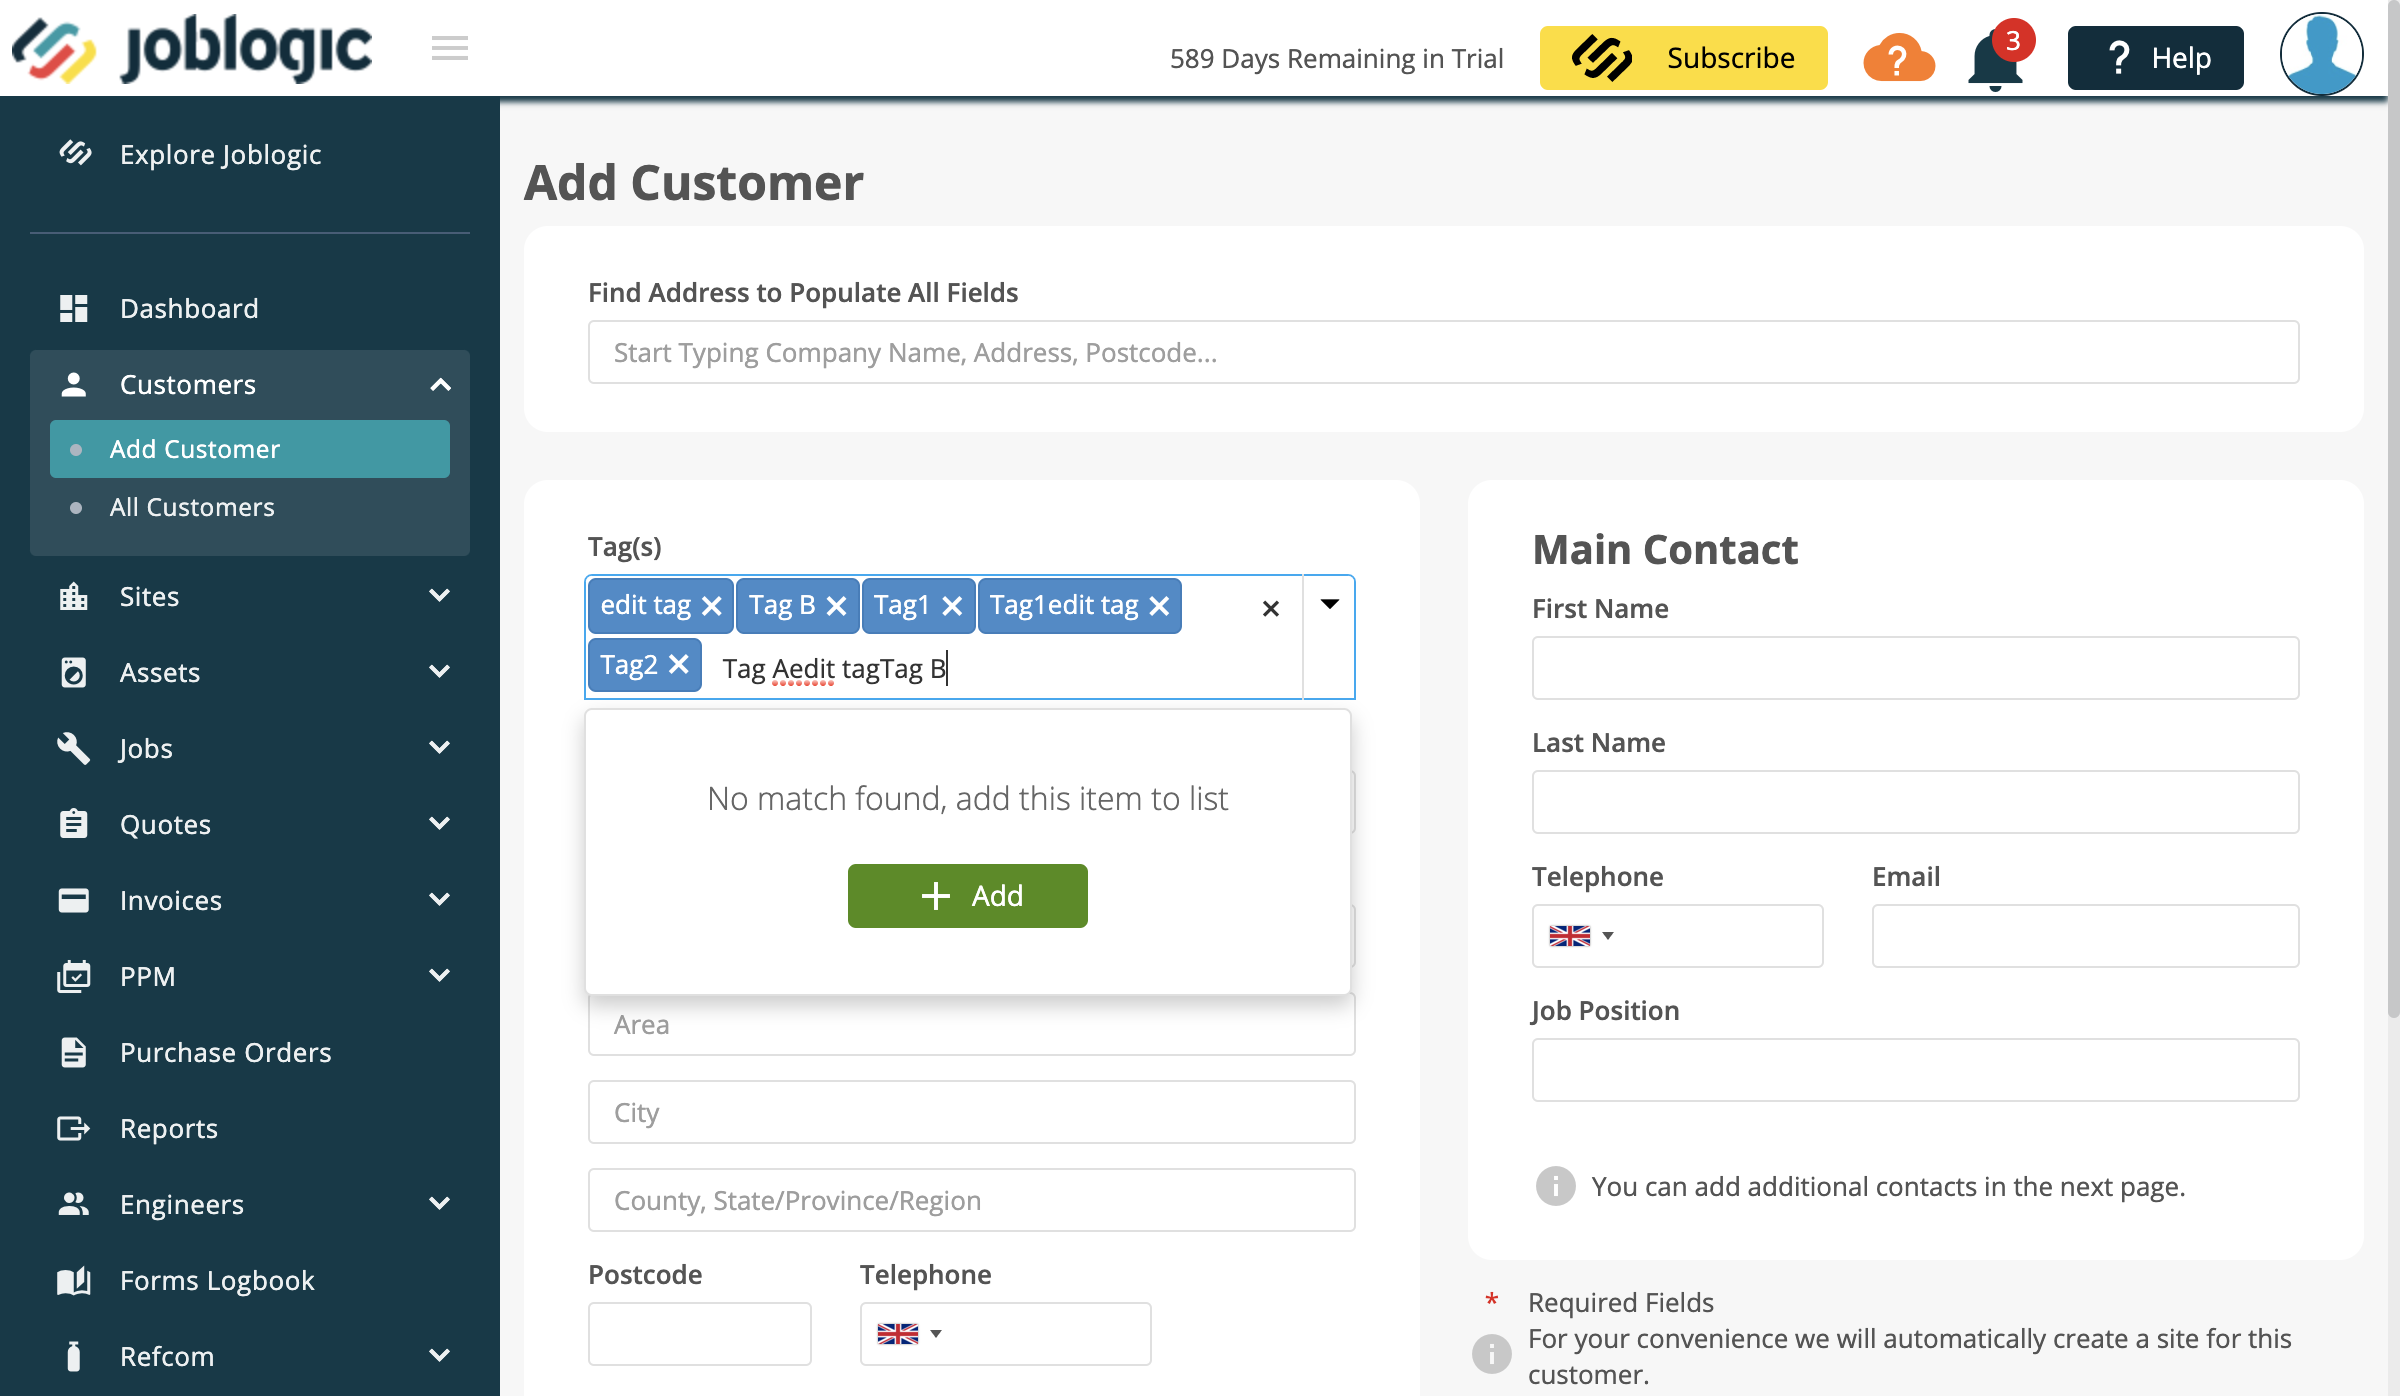 joblogic
589 Days Remaining in Trial
Subscribe
?
3
? Help
Explore Joblogic
Dashboard
Customers
Add Customer
All Customers
Sites
Assets
Jobs
Quotes
Invoices
PPM
Purchase Orders
Reports
Engineers
Forms Logbook
Refcom
Add Customer
Find Address to Populate All Fields
Start Typing Company Name, Address, Postcode...
Tag(s)
edit tag
Tag B
Tag1
Tag1edit tag
Tag2
Tag Aedit tagTag B
No match found, add this item to list
+ Add
Area
City
County, State/Province/Region
Postcode
Telephone
Main Contact
First Name
Last Name
Telephone
Email
Job Position
You can add additional contacts in the next page.
* Required Fields
For your convenience we will automatically create a site for this
customer.